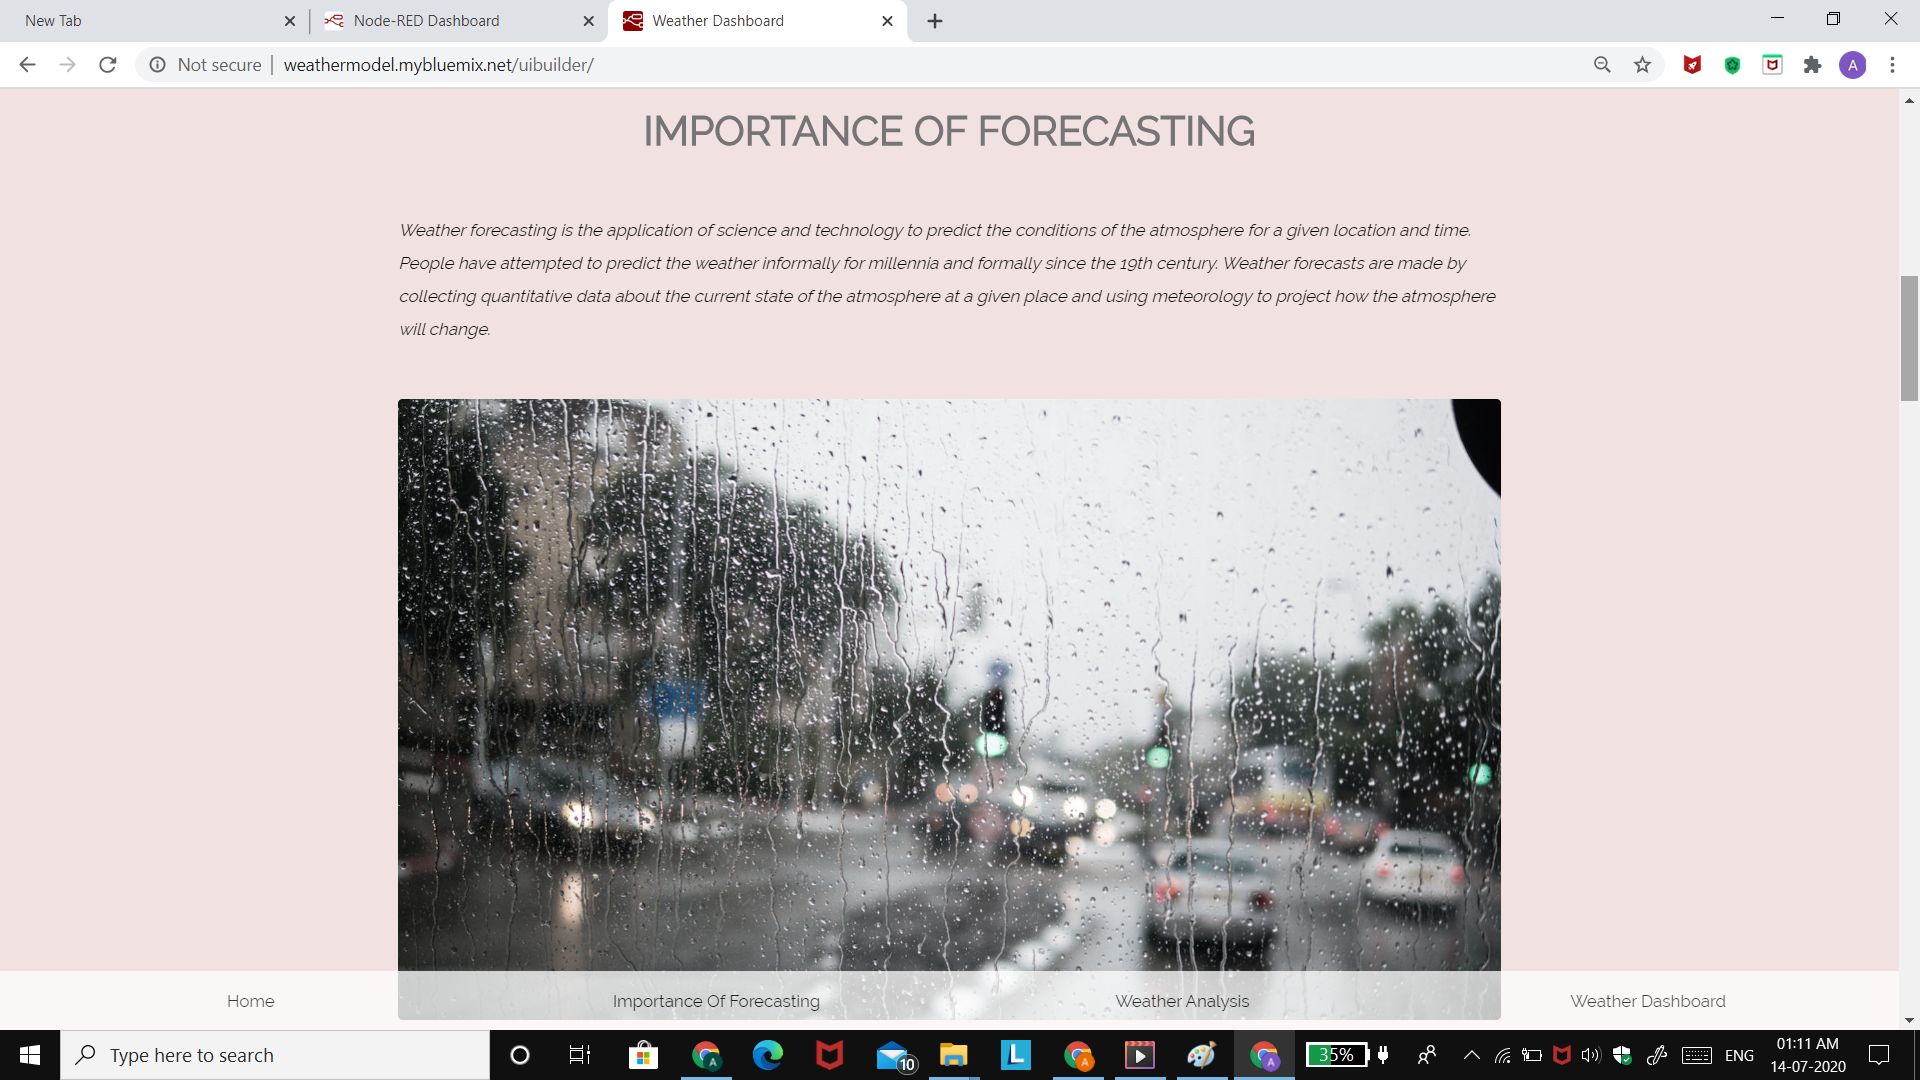 New Tab
Node-RED Dashboard
Weather Dashboard
Not secure | weathermodel.mybluemix.net/uibuilder/
A
IMPORTANCE OF FORECASTING
Weather forecasting is the application of science and technology to predict the conditions of the atmosphere for a given location and time.
People have attempted to predict the weather informally for millennia and formally since the 19th century. Weather forecasts are made by
collecting quantitative data about the current state of the atmosphere at a given place and using meteorology to project how the atmosphere
will change.
Home Importance Of Forecasting Weather Analysis Weather Dashboard
Type here to search
A
10
L
A
A
35%
ENG
01:11 AM
14-07-2020